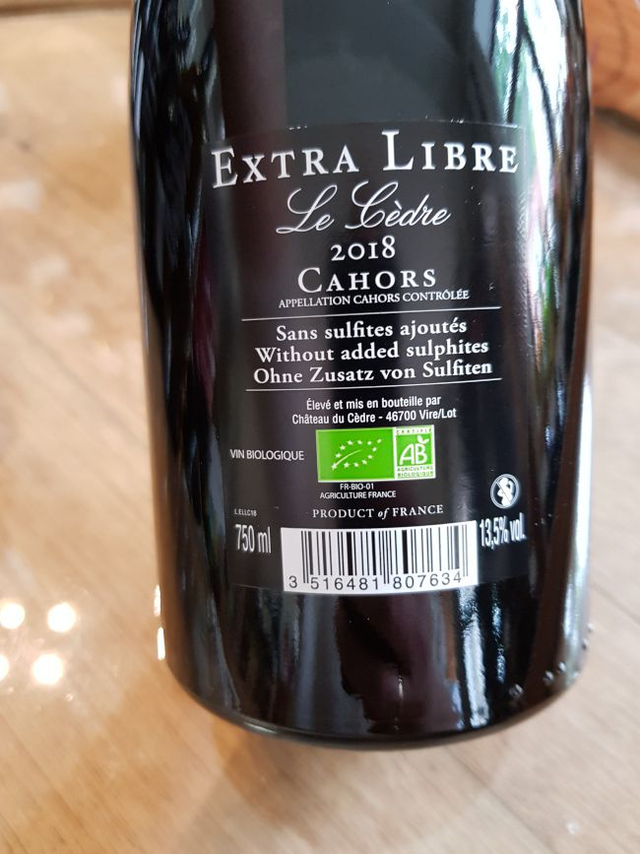 EXTRA LIBRE
Le Cèdre
2018
CAHORS
APPELLATION CAHORS CONTRÔLÉE
Sans sulfites ajoutés
Without added sulphites
Ohne Zusatz von Sulfiten
Élevé et mis en bouteille par
Château du Cèdre - 46700 Vire/Lot
VIN BIOLOGIQUE
CERTIFIÉ
AB
AGRICULTURE
BIOLOGIQUE
FR-BIO-01
AGRICULTURE FRANCE
L.ELLC18
PRODUCT of FRANCE
750 ml
13,5% vol.
3 516481 807634